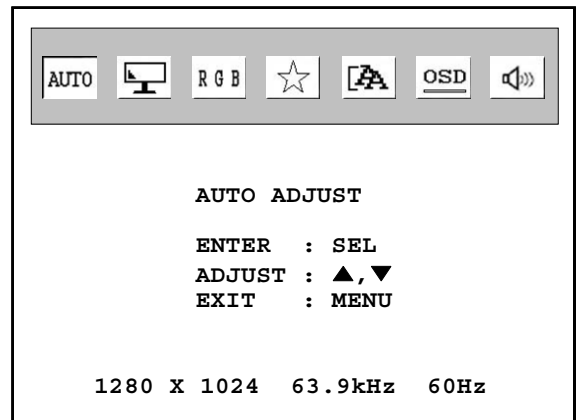 AUTO R G B OSD
AUTO ADJUST
ENTER : SEL
ADJUST : ▲,▼
EXIT : MENU
1280 X 1024 63.9kHz 60Hz